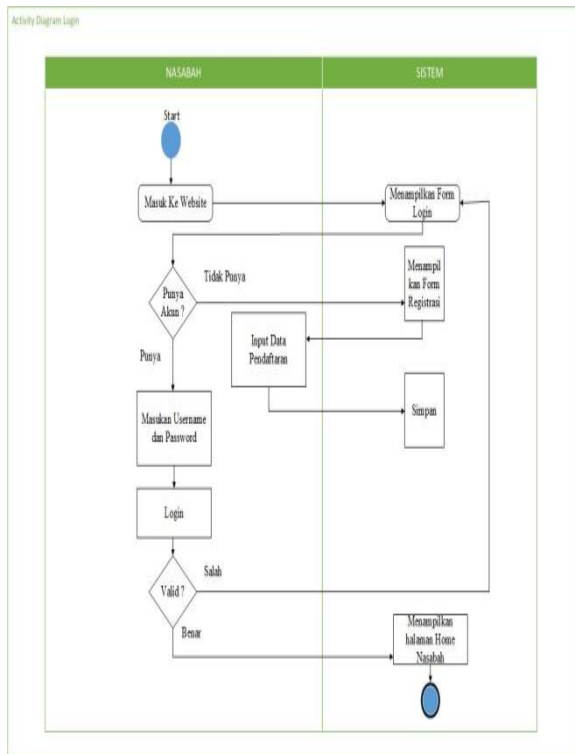 Activity Diagram Login
NASABAH
SISTEM
Start
Masuk Ke Website
Menampilkan Form
Login
Punya
Akun ?
Tidak Punya
Menampil
kan Form
Registrasi
Input Data
Pendaftaran
Punya
Simpan
Masukan Username
dan Password
Login
Valid ?
Salah
Benar
Menampilkan
halaman Home
Nasabah